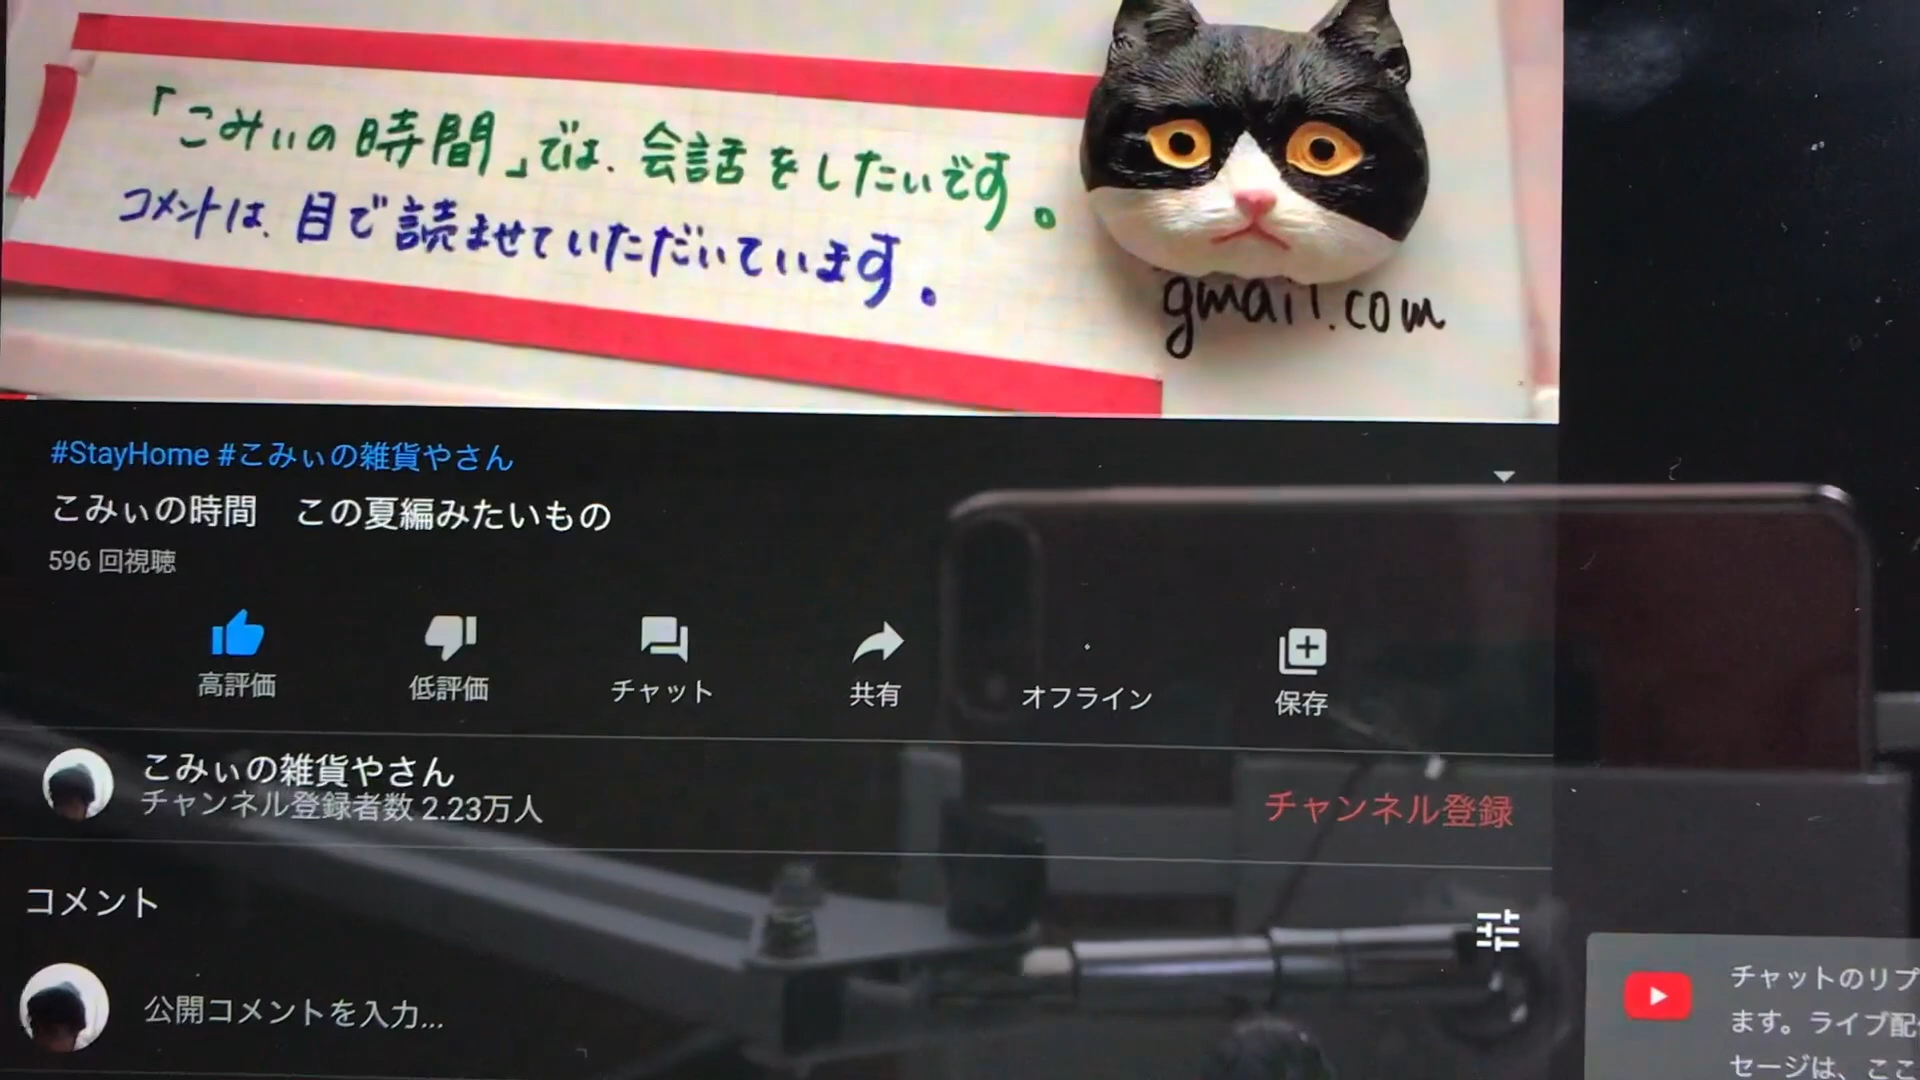 「こみぃの時間」では、会話をしたいです。
コメントは、目で読ませていただいています。
gmail.com
#StayHome #こみぃの雑貨やさん
こみぃの時間　この夏編みたいもの
596 回視聴
高評価
低評価
チャット
共有
オフライン
保存
こみぃの雑貨やさん
チャンネル登録者数 2.23万人
チャンネル登録
コメント
公開コメントを入力...
チャットのリプ
ます。ライブ配
セージは、ここ